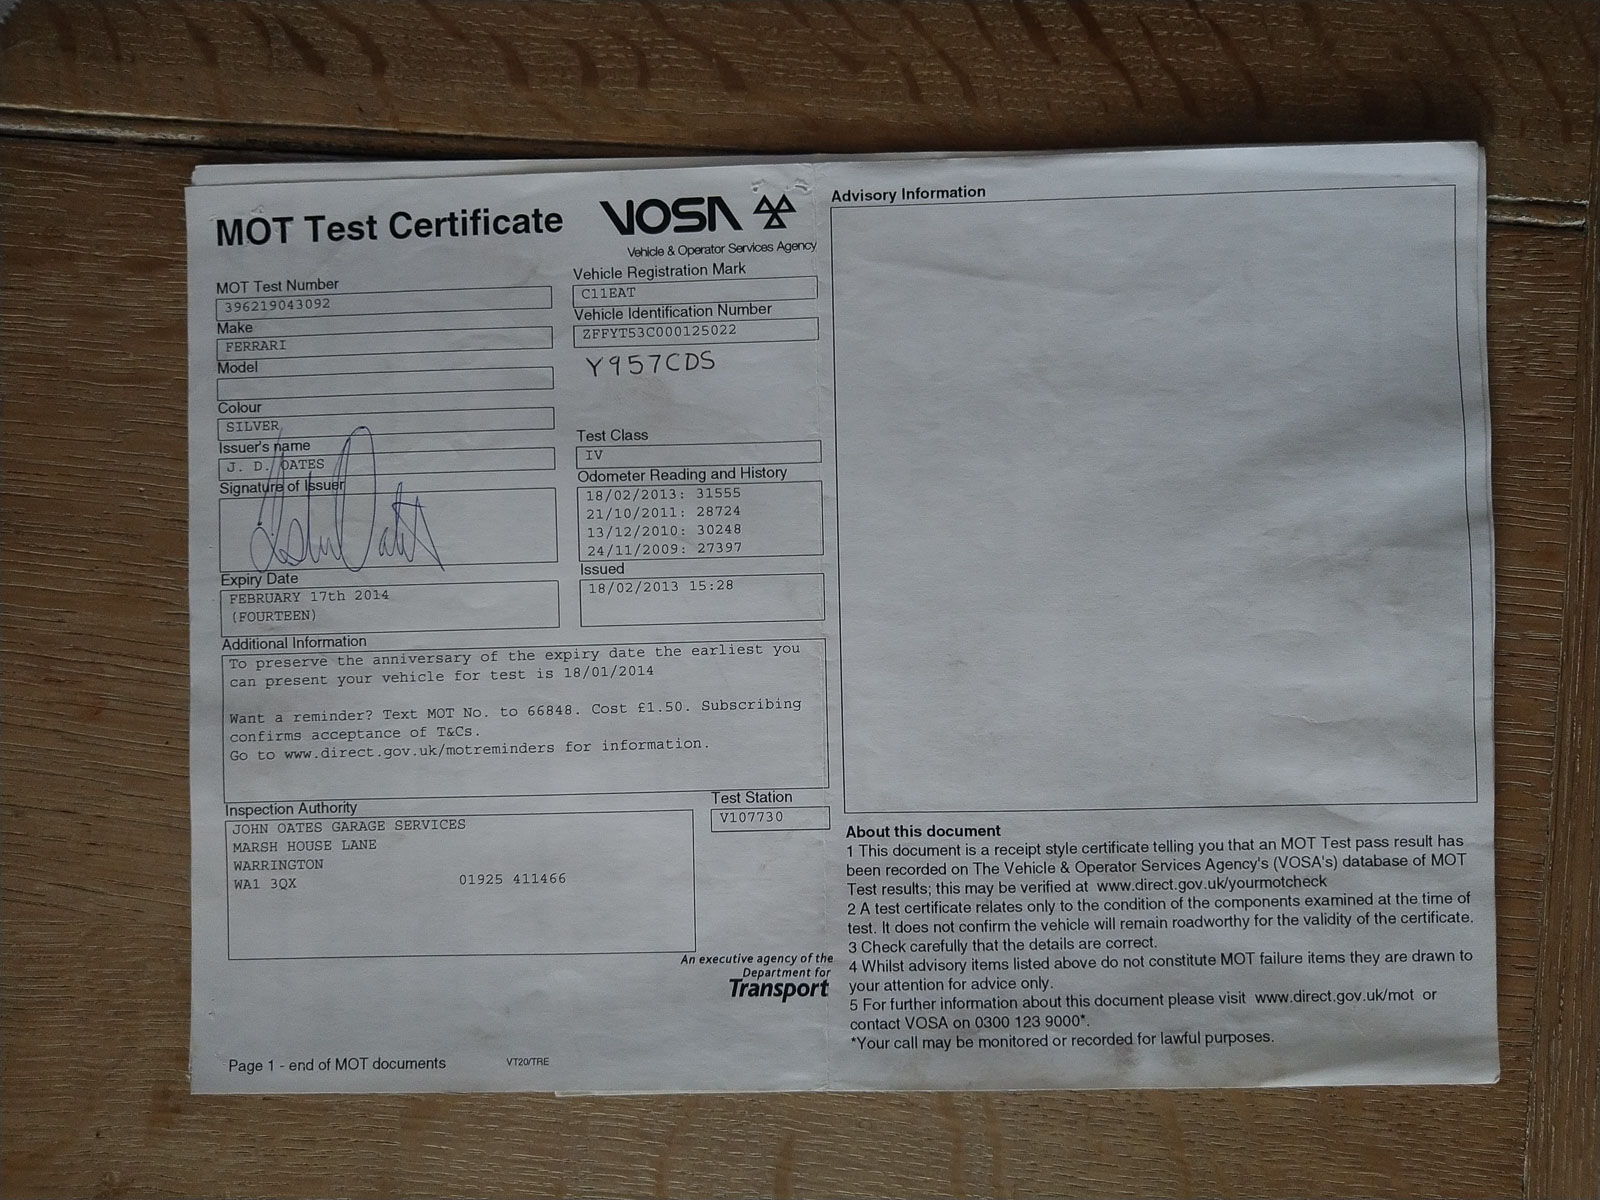 MOT Test Certificate
VOSA
Vehicle & Operator Services Agency
MOT Test Number
396219043092
Make
FERRARI
Model
Colour
SILVER
Issuer's name
J. D. OATES
Signature of Issuer
Expiry Date
FEBRUARY 17th 2014
(FOURTEEN)
Vehicle Registration Mark
C11EAT
Vehicle Identification Number
ZFFYT53C000125022
Y957CDS
Test Class
IV
Odometer Reading and History
18/02/2013: 31555
21/10/2011: 28724
13/12/2010: 30248
24/11/2009: 27397
Issued
18/02/2013 15:28
Additional Information
To preserve the anniversary of the expiry date the earliest you
can present your vehicle for test is 18/01/2014
Want a reminder? Text MOT No. to 66848. Cost £1.50. Subscribing
confirms acceptance of T&Cs.
Go to www.direct.gov.uk/motreminders for information.
Inspection Authority
JOHN OATES GARAGE SERVICES
MARSH HOUSE LANE
WARRINGTON
WA1 3QX 01925 411466
Test Station
V107730
An executive agency of the
Department for
Transport
Page 1 - end of MOT documents VT20/TRE
Advisory Information
About this document
1 This document is a receipt style certificate telling you that an MOT Test pass result has
been recorded on The Vehicle & Operator Services Agency's (VOSA's) database of MOT
Test results; this may be verified at www.direct.gov.uk/yourmotcheck
2 A test certificate relates only to the condition of the components examined at the time of
test. It does not confirm the vehicle will remain roadworthy for the validity of the certificate.
3 Check carefully that the details are correct.
4 Whilst advisory items listed above do not constitute MOT failure items they are drawn to
your attention for advice only.
5 For further information about this document please visit www.direct.gov.uk/mot or
contact VOSA on 0300 123 9000*.
*Your call may be monitored or recorded for lawful purposes.